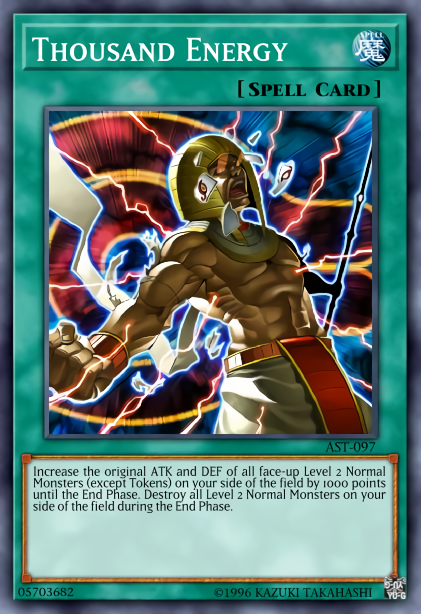 THOUSAND ENERGY
SPELL
魔
[SPELL CARD]
AST-097
Increase the original ATK and DEF of all face-up Level 2 Normal
Monsters (except Tokens) on your side of the field by 1000 points
until the End Phase. Destroy all Level 2 Normal Monsters on your
side of the field during the End Phase.
05703682
©1996 KAZUKI TAKAHASHI